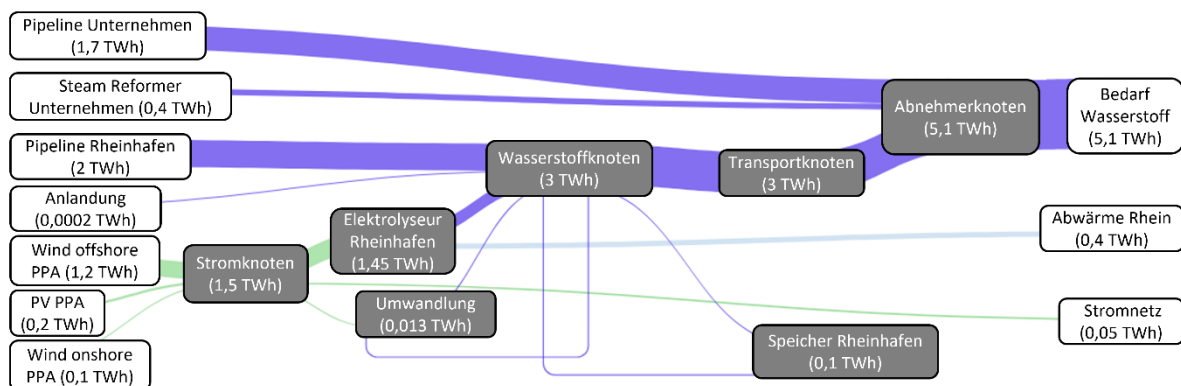 Pipeline Unternehmen
(1,7 TWh)
Steam Reformer
Unternehmen (0,4 TWh)
Pipeline Rheinhafen
(2 TWh)
Anlandung
(0,0002 TWh)
Wind offshore
PPA (1,2 TWh)
PV PPA
(0,2 TWh)
Wind onshore
PPA (0,1 TWh)
Stromknoten
(1,5 TWh)
Elektrolyseur
Rheinhafen
(1,45 TWh)
Umwandlung
(0,013 TWh)
Wasserstoffknoten
(3 TWh)
Transportknoten
(3 TWh)
Speicher Rheinhafen
(0,1 TWh)
Abnehmerknoten
(5,1 TWh)
Bedarf
Wasserstoff
(5,1 TWh)
Abwärme Rhein
(0,4 TWh)
Stromnetz
(0,05 TWh)